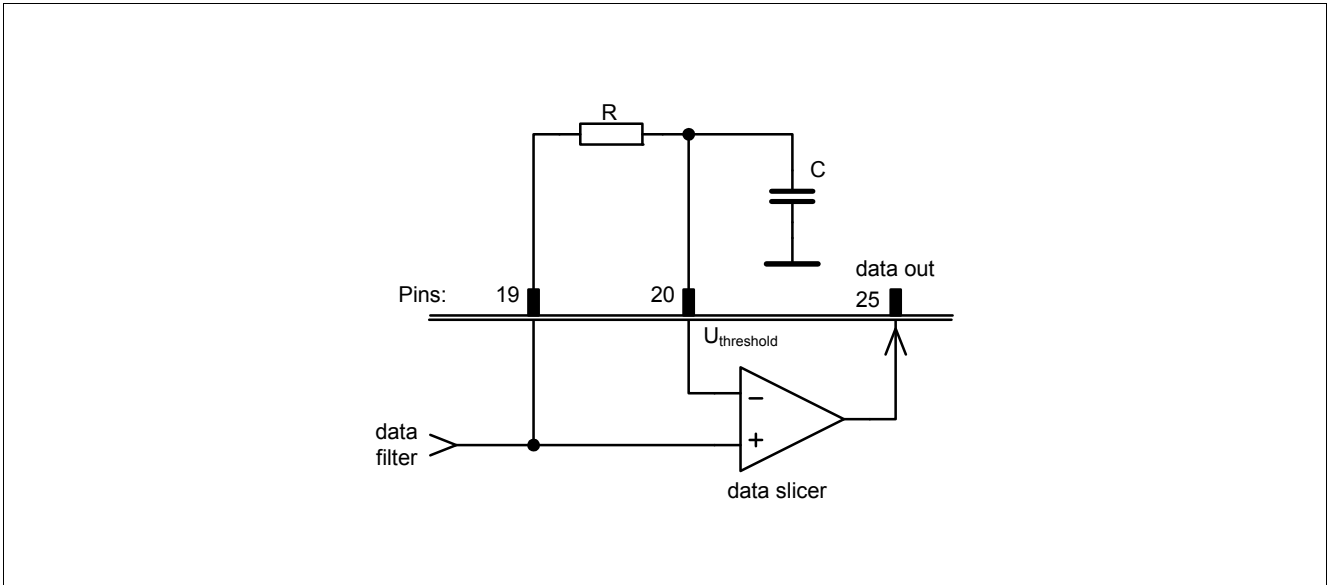 R
C
data out
Pins: 19 20 25
Uthreshold
−
+
data
filter
data slicer